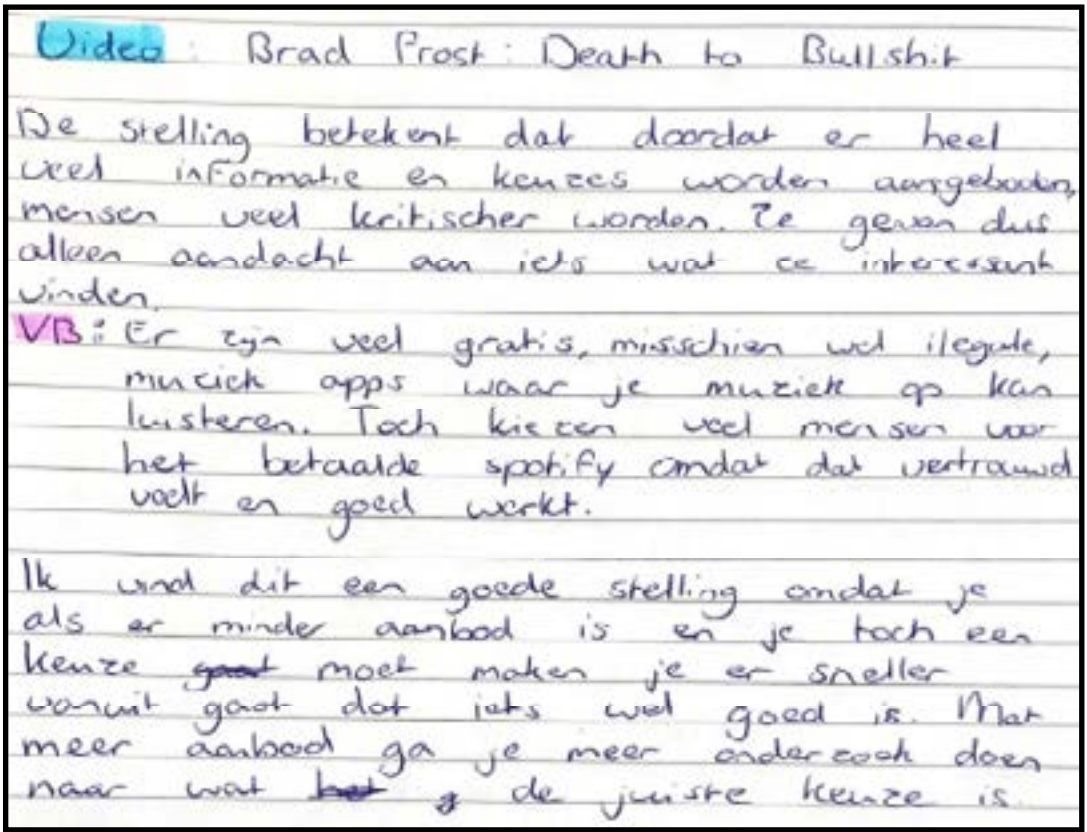 Video : Brad Frost : Death to Bullshit
De stelling betekent dat doordat er heel
veel informatie en keuzes worden aangeboden,
mensen veel kritischer worden. Ze geven dus
alleen aandacht aan iets wat ze interessant
vinden.
VB: Er zijn veel gratis, misschien wel ilegale,
muziek apps waar je muziek op kan
luisteren. Toch kiezen veel mensen voor
het betaalde spotify omdat dat vertrouwd
voelt en goed werkt.
Ik vind dit een goede stelling omdat je
als er minder aanbod is en je toch een
keuze gaat moet maken je er sneller
vanuit gaat dat iets wel goed is. Met
meer aanbod ga je meer onderzoek doen
naar wat het de juiste keuze is